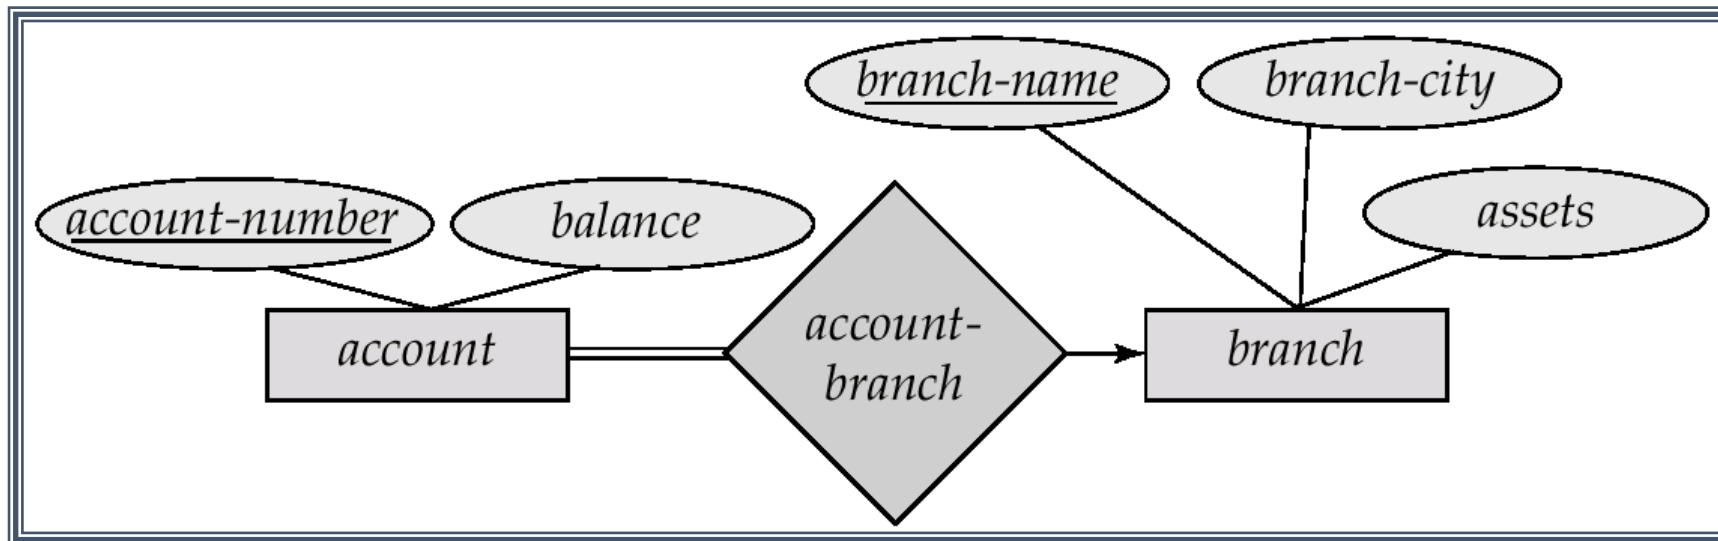 branch-name
branch-city
account-number
balance
assets
account
account-
branch
branch